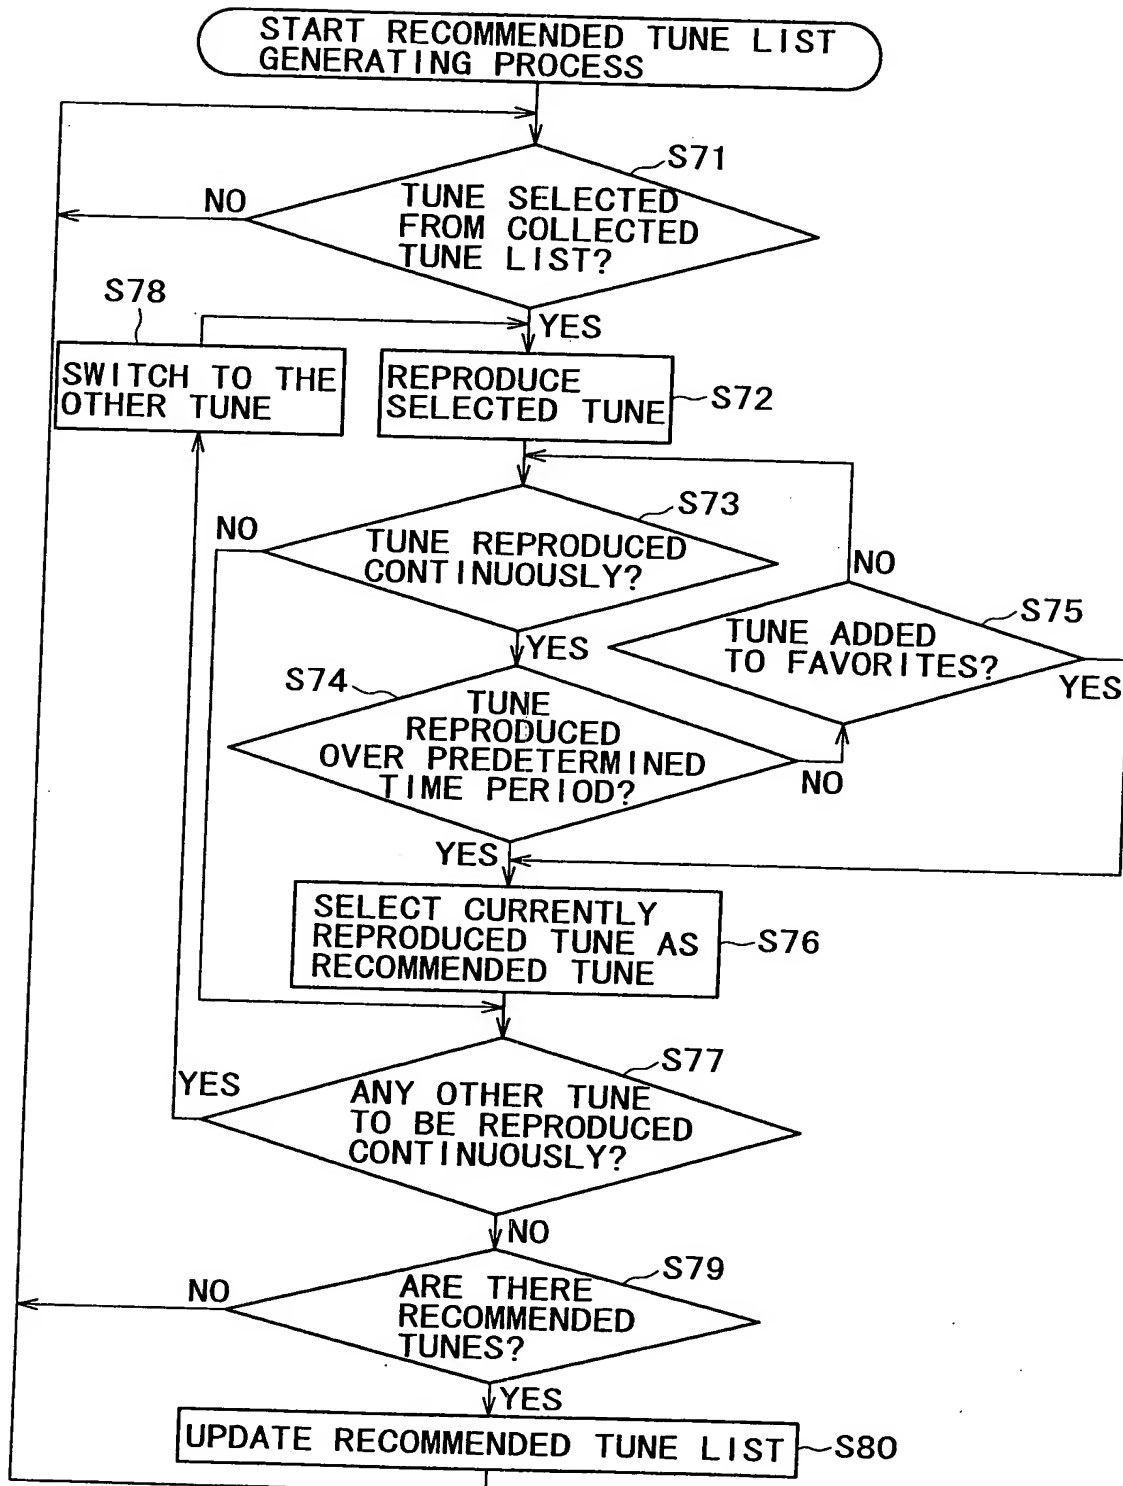 START RECOMMENDED TUNE LIST
GENERATING PROCESS
S71
NO
TUNE SELECTED
FROM COLLECTED
TUNE LIST?
S78
YES
SWITCH TO THE
OTHER TUNE
REPRODUCE
SELECTED TUNE
S72
S73
NO
TUNE REPRODUCED
CONTINUOUSLY?
NO
S75
TUNE ADDED
TO FAVORITES?
YES
YES
S74
TUNE
REPRODUCED
OVER PREDETERMINED
TIME PERIOD?
NO
YES
SELECT CURRENTLY
REPRODUCED TUNE AS
RECOMMENDED TUNE
S76
S77
YES
ANY OTHER TUNE
TO BE REPRODUCED
CONTINUOUSLY?
NO
S79
NO
ARE THERE
RECOMMENDED
TUNES?
YES
UPDATE RECOMMENDED TUNE LIST
S80